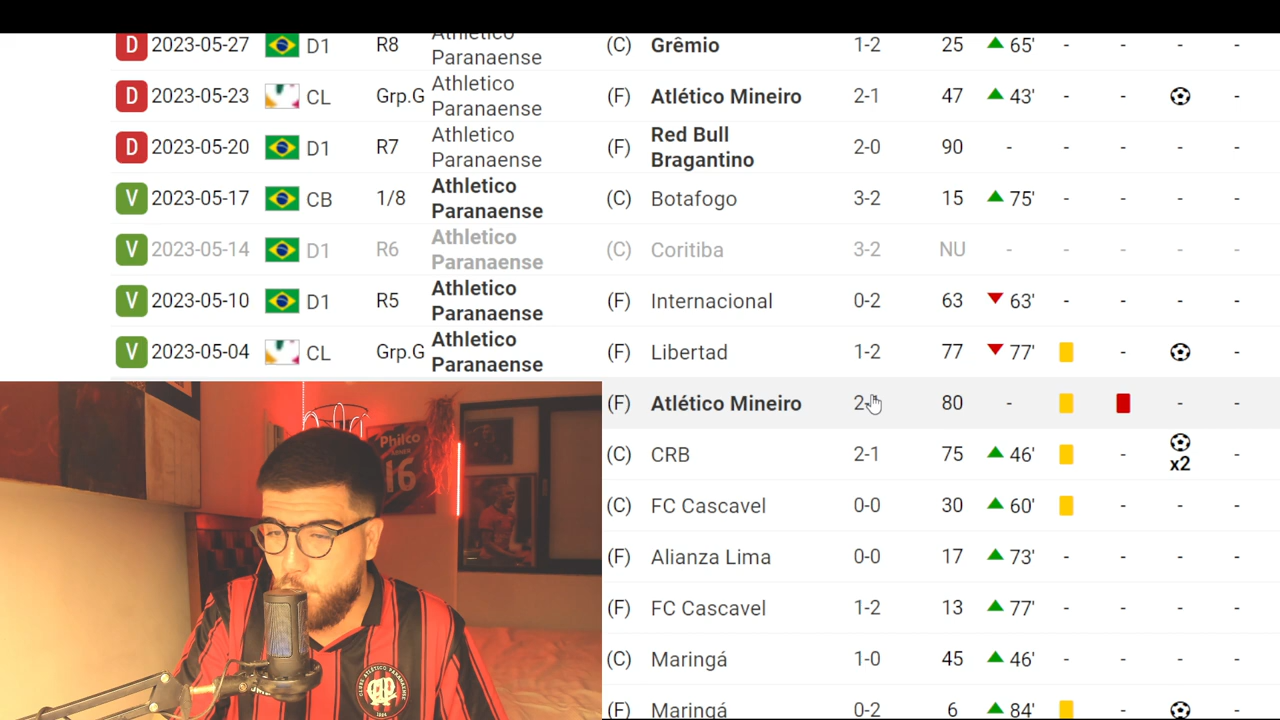 D 2023-05-27 D1 R8 Athletico Paranaense (C) Grêmio 1-2 25 65' - - - -
D 2023-05-23 CL Grp.G Athletico Paranaense (F) Atlético Mineiro 2-1 47 43' - - -
D 2023-05-20 D1 R7 Athletico Paranaense (F) Red Bull Bragantino 2-0 90 - - - - -
V 2023-05-17 CB 1/8 Athletico Paranaense (C) Botafogo 3-2 15 75' - - - -
V 2023-05-14 D1 R6 Athletico Paranaense (C) Coritiba 3-2 NU - - - - -
V 2023-05-10 D1 R5 Athletico Paranaense (F) Internacional 0-2 63 63' - - - -
V 2023-05-04 CL Grp.G Athletico Paranaense (F) Libertad 1-2 77 77' - -
(F) Atlético Mineiro 2- 80 - - -
(C) CRB 2-1 75 46' - x2 -
(C) FC Cascavel 0-0 30 60' - - -
(F) Alianza Lima 0-0 17 73' - - - -
(F) FC Cascavel 1-2 13 77' - - - -
(C) Maringá 1-0 45 46' - - - -
(F) Maringá 0-2 6 84' - -
Philco
16
CLUBE ATLÉTICO PARANAENSE
CAP